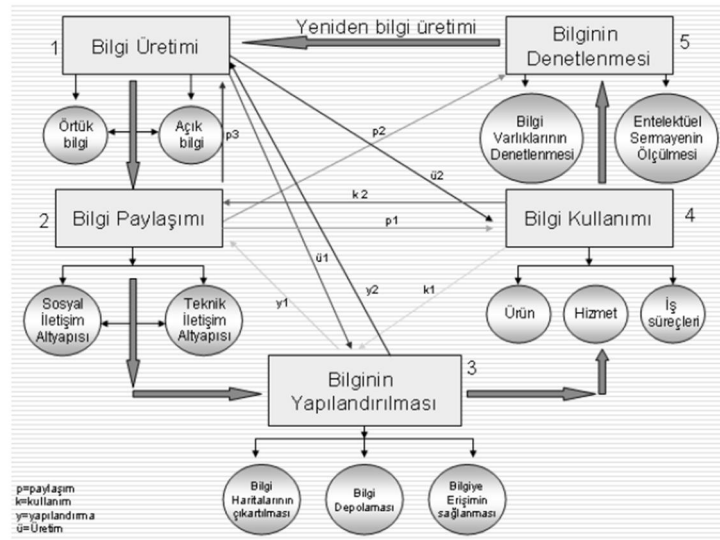 Yeniden bilgi üretimi
1
Bilgi Üretimi
Bilginin
Denetlenmesi
5
Örtük
bilgi
Açık
bilgi
p3
p2
Bilgi
Varlıklarının
Denetlenmesi
Entelektüel
Sermayenin
Ölçülmesi
ü2
k2
2
Bilgi Paylaşımı
p1
Bilgi Kullanımı
4
ü1
y1
y2
k1
Sosyal
İletişim
Altyapısı
Teknik
İletişim
Altyapısı
Ürün
Hizmet
İş
süreçleri
3
Bilginin
Yapılandırılması
Bilgi
Haritalarının
çıkartılması
Bilgi
Depolaması
Bilgiye
Erişimin
sağlanması
p=paylaşım
k=kullanım
y=yapılandırma
ü=Üretim